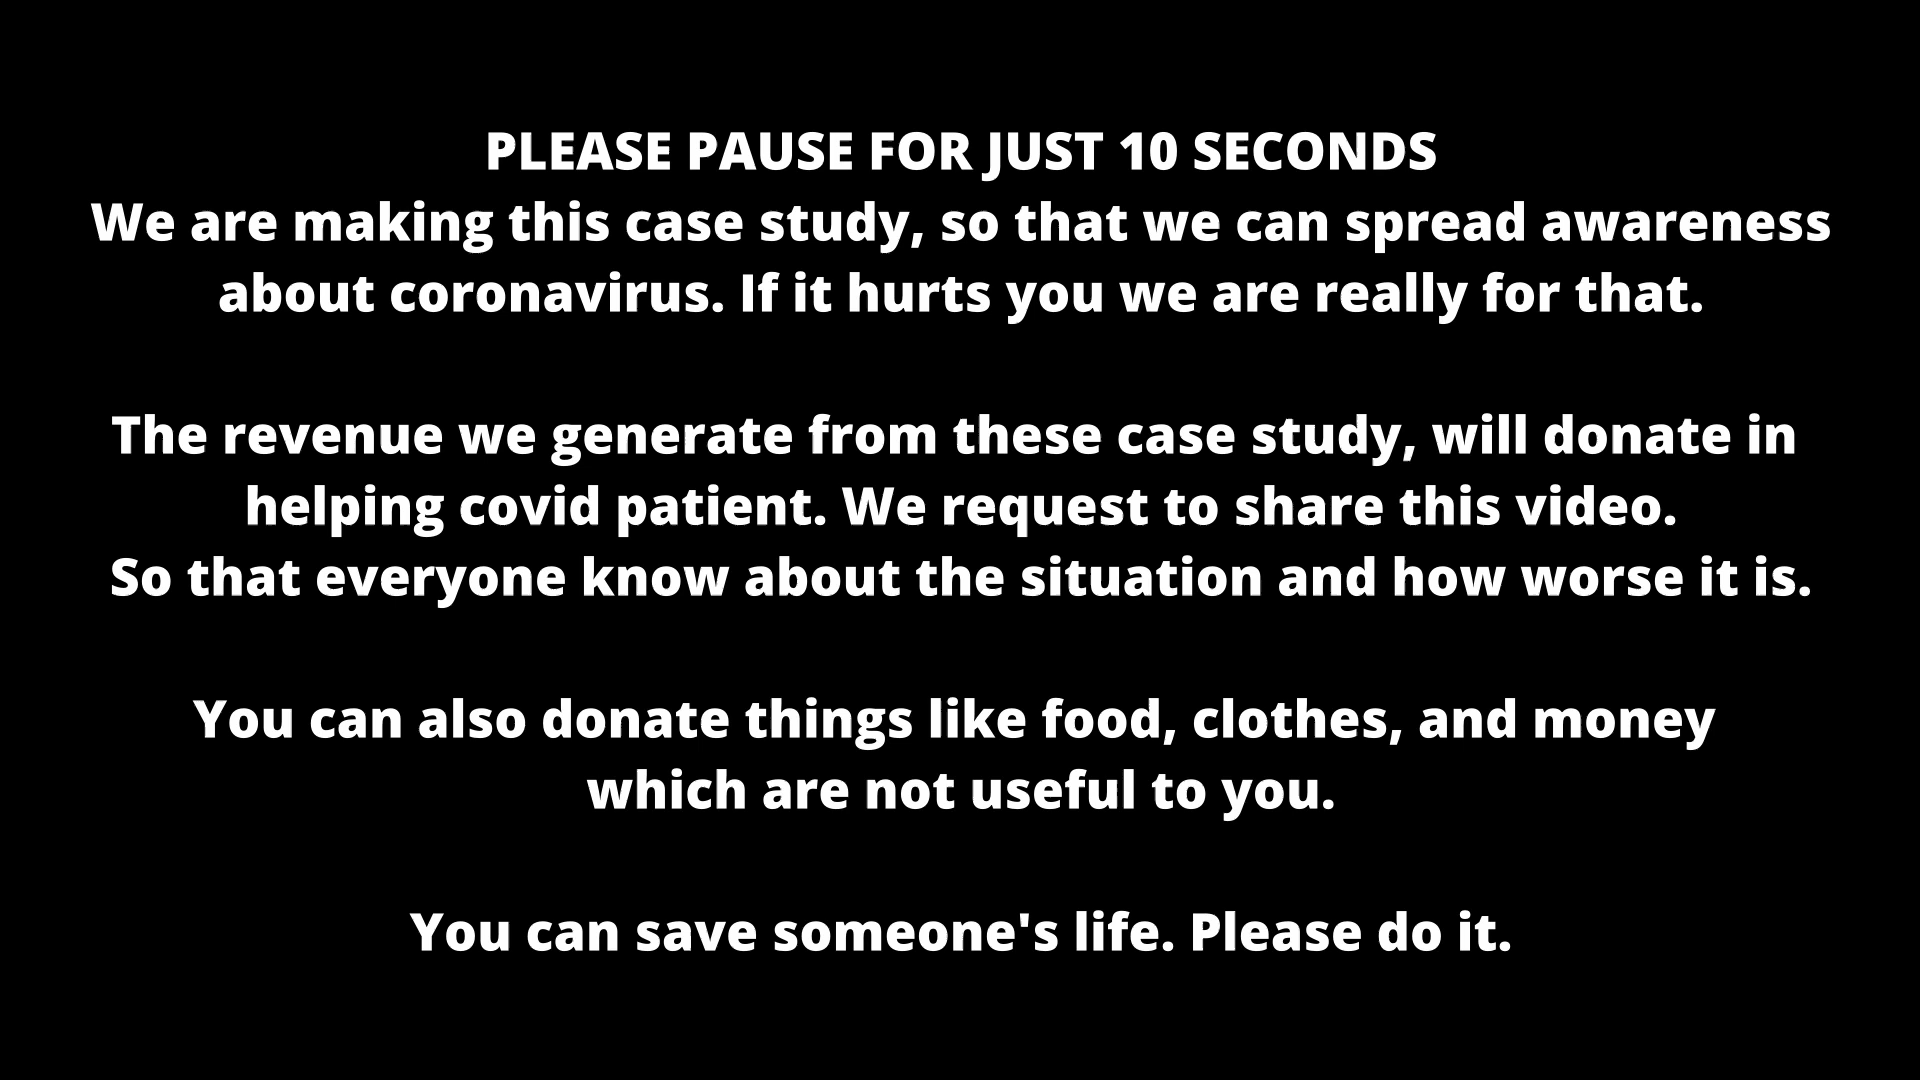 PLEASE PAUSE FOR JUST 10 SECONDS
We are making this case study, so that we can spread awareness
about coronavirus. If it hurts you we are really for that.
The revenue we generate from these case study, will donate in
helping covid patient. We request to share this video.
So that everyone know about the situation and how worse it is.
You can also donate things like food, clothes, and money
which are not useful to you.
You can save someone's life. Please do it.